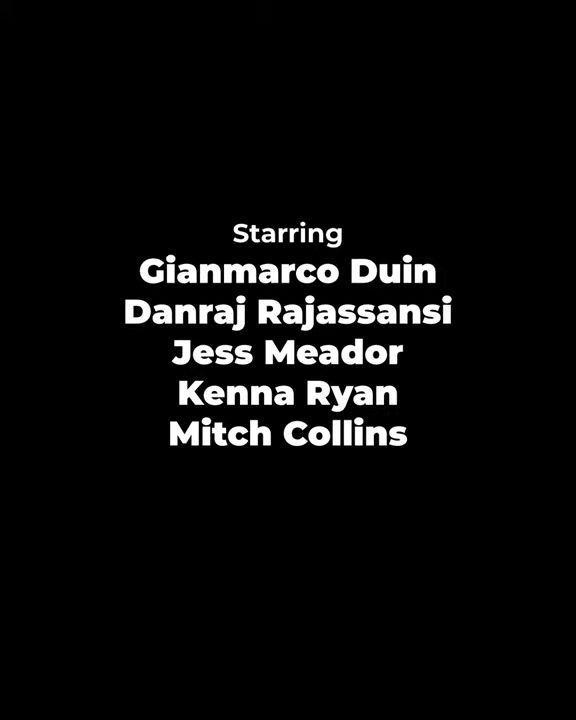 Starring
Gianmarco Duin
Danraj Rajassansi
Jess Meador
Kenna Ryan
Mitch Collins